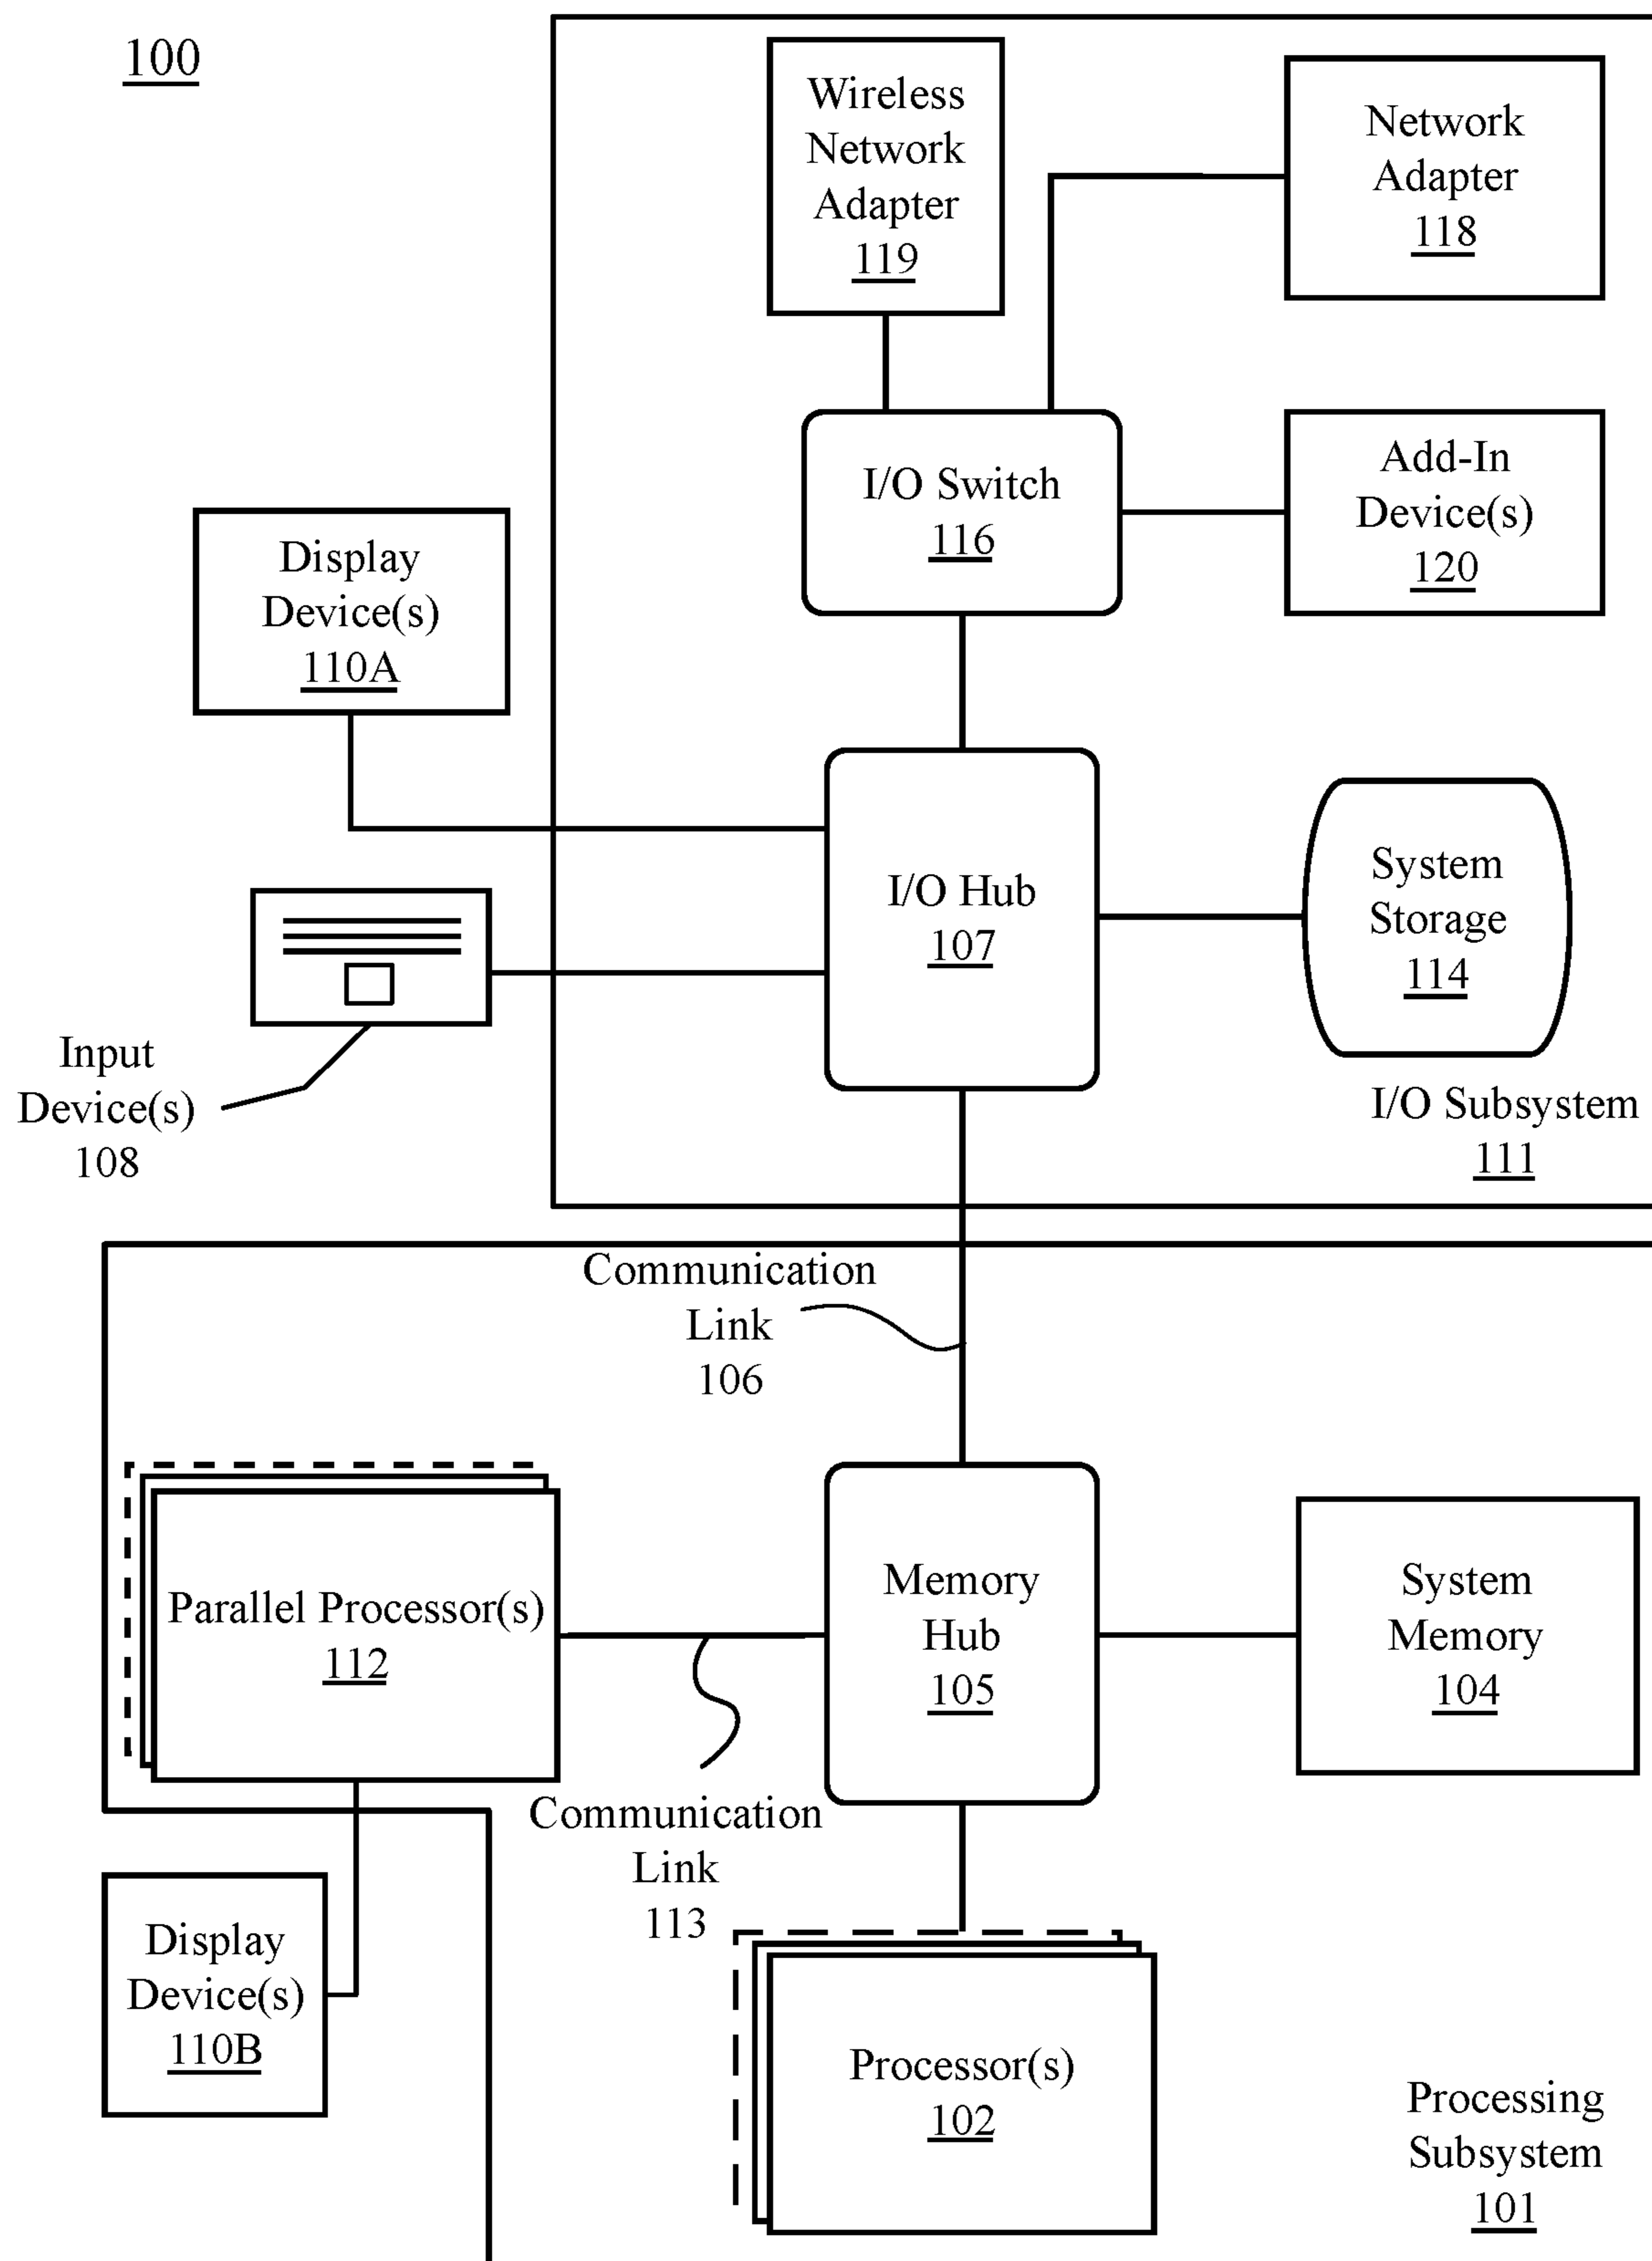 100
Wireless
Network
Adapter
119
Network
Adapter
118
I/O Switch
116
Add-In
Device(s)
120
Display
Device(s)
110A
I/O Hub
107
System
Storage
114
Input
Device(s)
108
I/O Subsystem
111
Communication
Link
106
Parallel Processor(s)
112
Memory
Hub
105
System
Memory
104
Communication
Link
113
Display
Device(s)
110B
Processor(s)
102
Processing
Subsystem
101